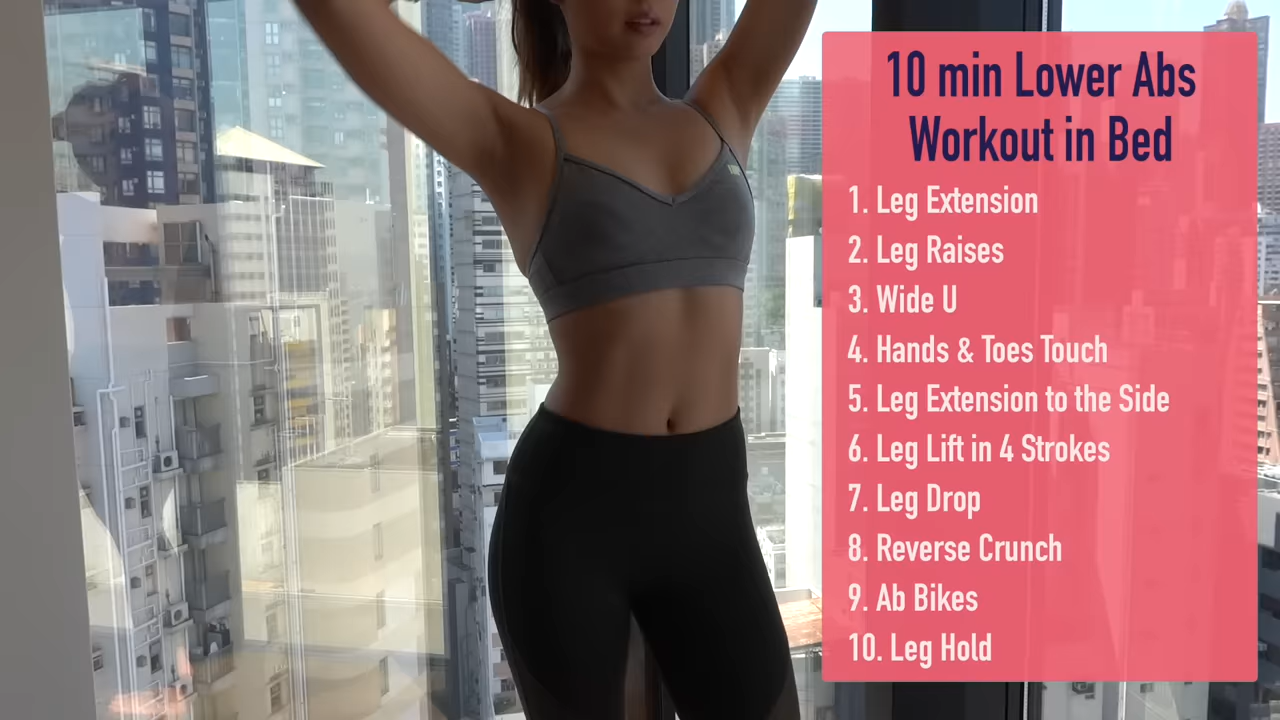 10 min Lower Abs
Workout in Bed
1. Leg Extension
2. Leg Raises
3. Wide U
4. Hands & Toes Touch
5. Leg Extension to the Side
6. Leg Lift in 4 Strokes
7. Leg Drop
8. Reverse Crunch
9. Ab Bikes
10. Leg Hold